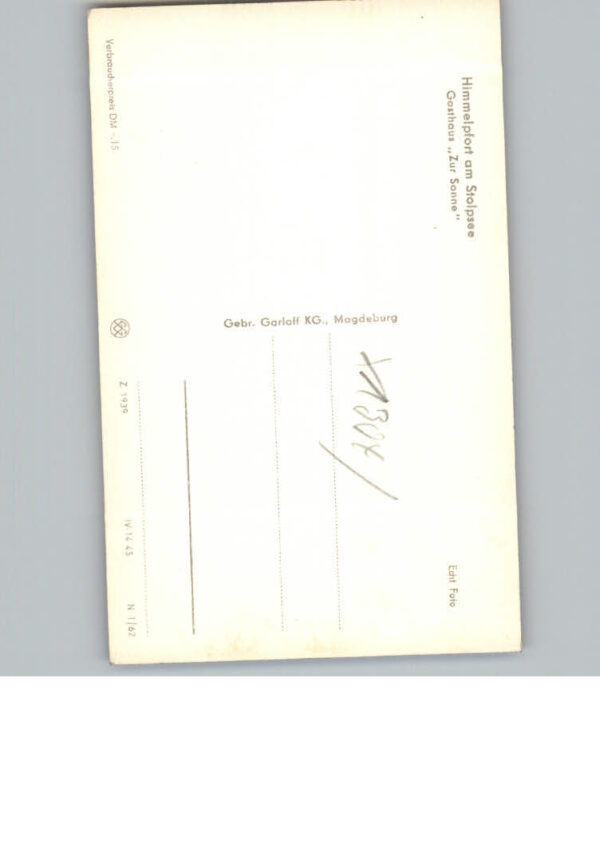 Himmelpfort am Stolpsee
Gasthaus „Zur Sonne"
Echt Foto
Gebr. Garloff KG., Magdeburg
Verbraucherpreis DM -.15
Z 1939
IV-14-45
N 1/62